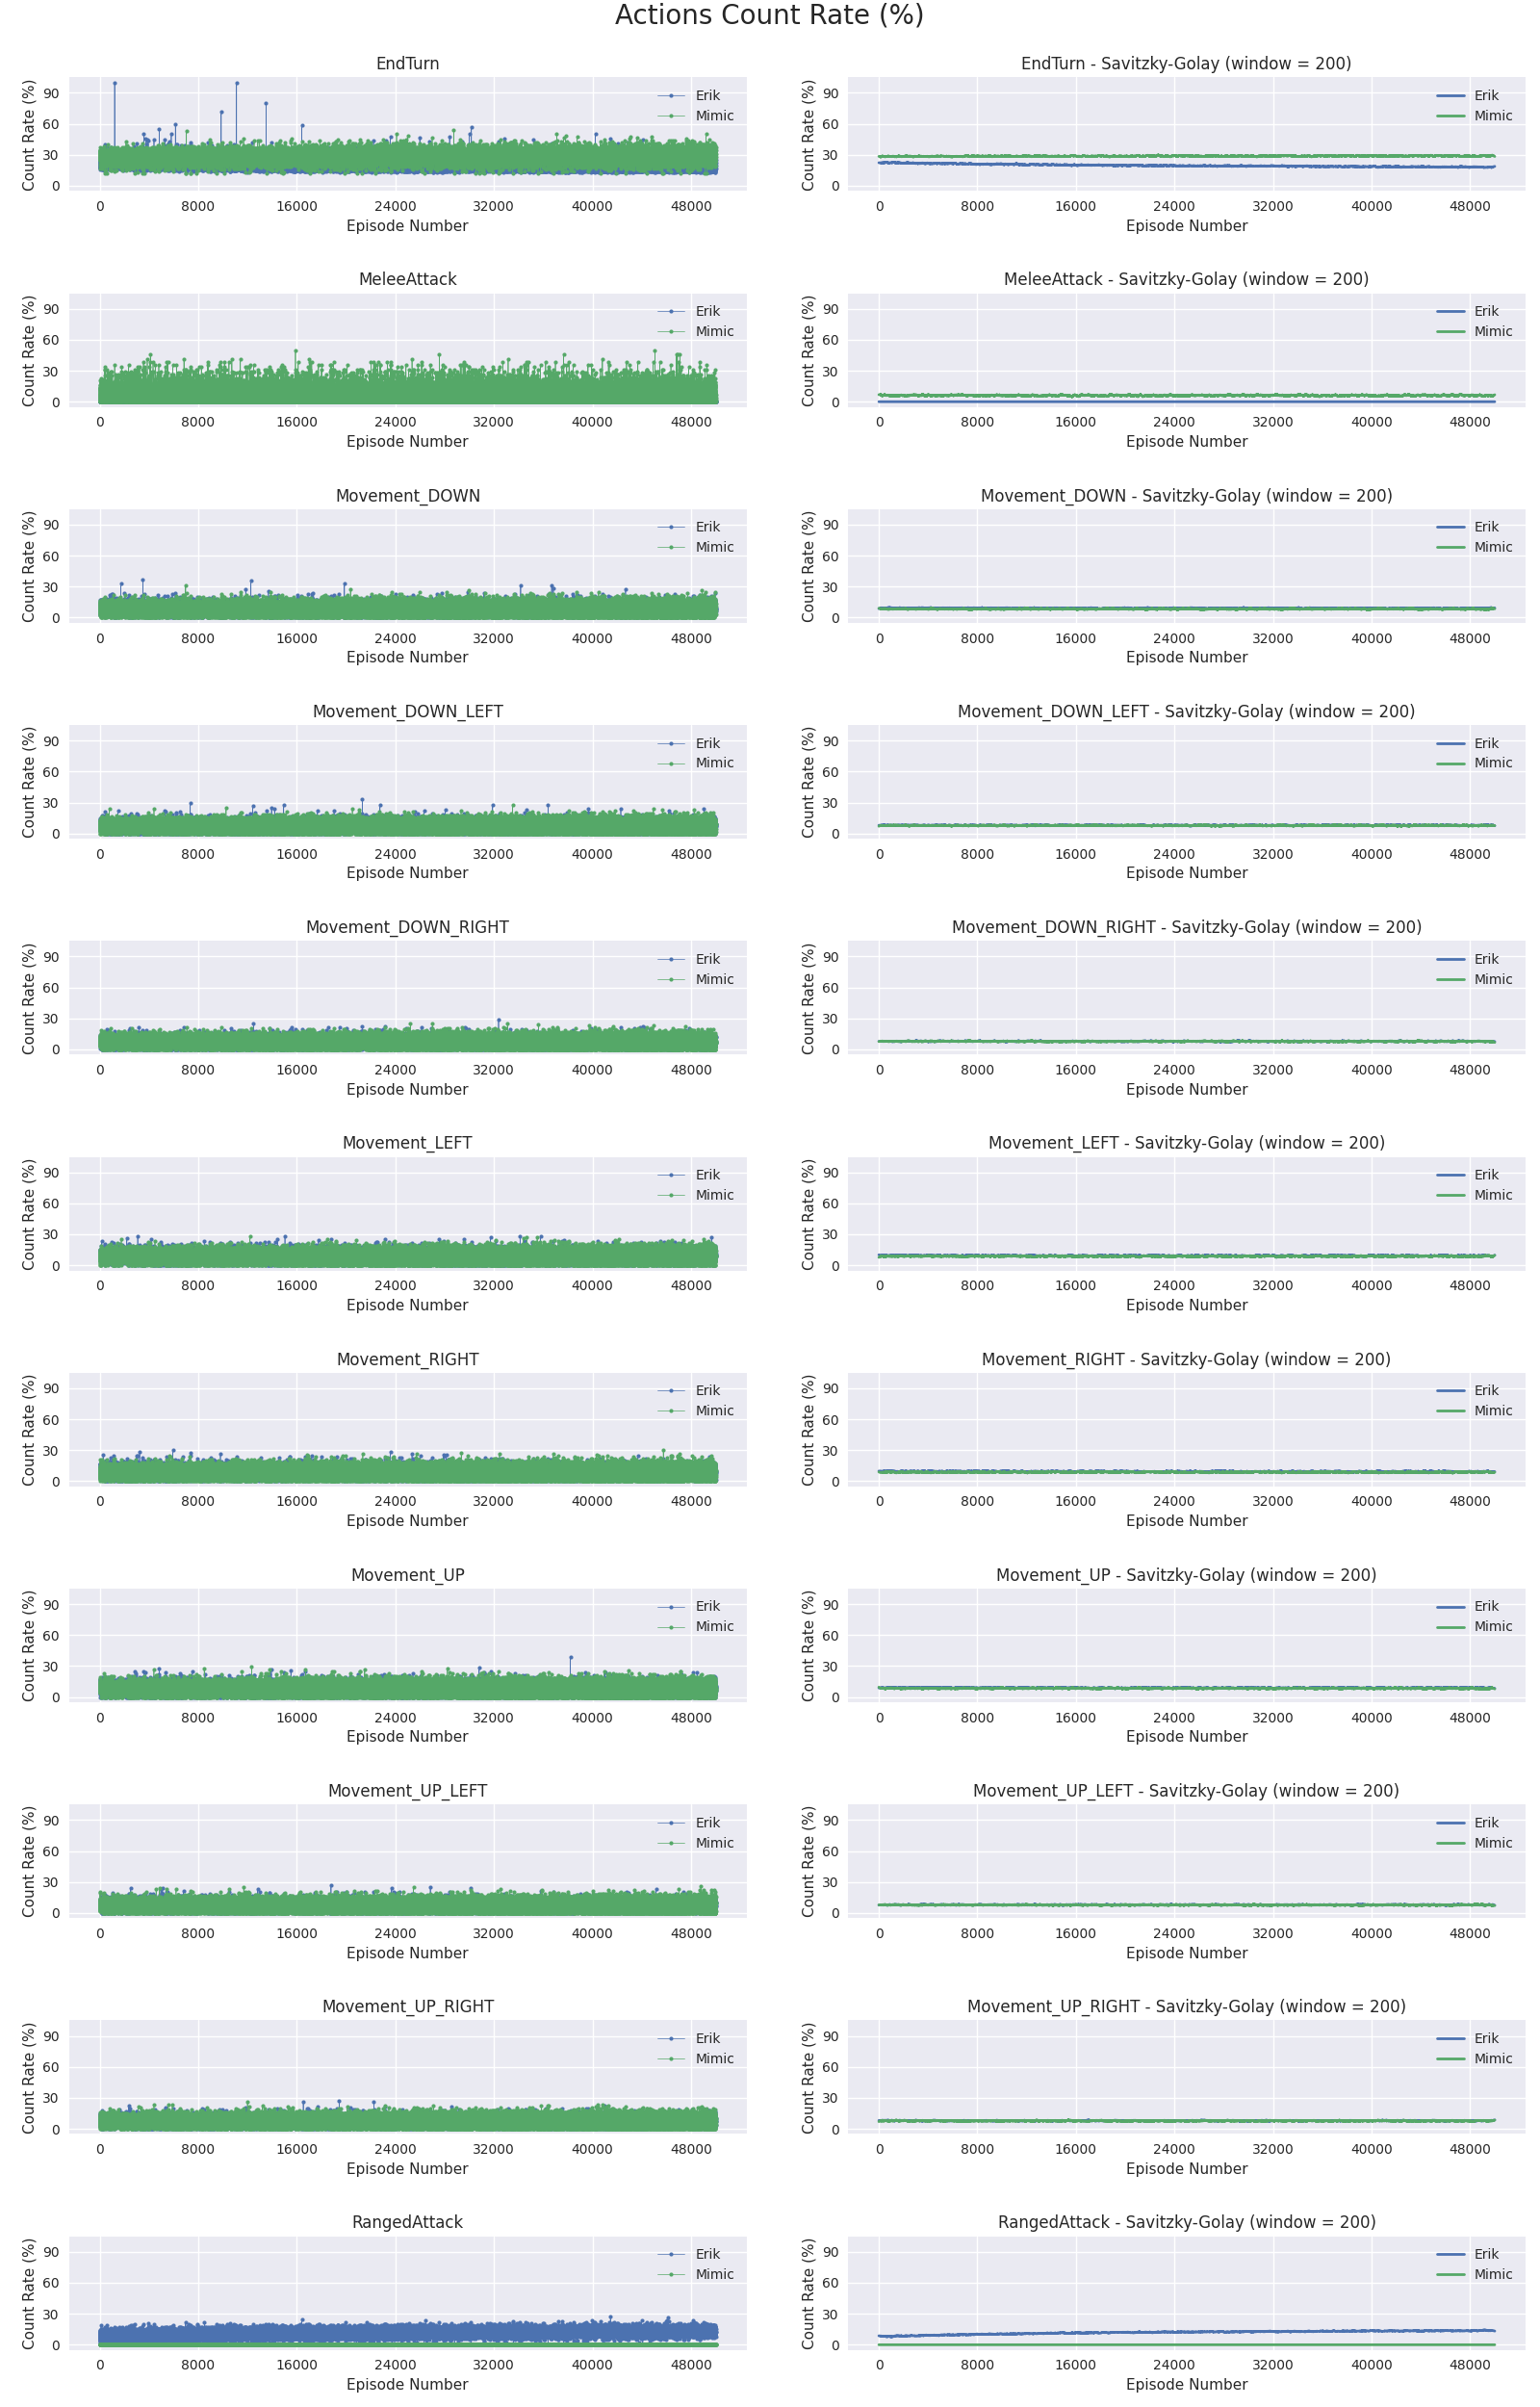 Actions Count Rate (%)
EndTurn
EndTurn - Savitzky-Golay (window = 200)
Count Rate (%)
90
60
30
0
Erik
Mimic
0 8000 16000 24000 32000 40000 48000
Episode Number
Count Rate (%)
90
60
30
0
Erik
Mimic
0 8000 16000 24000 32000 40000 48000
Episode Number
MeleeAttack
MeleeAttack - Savitzky-Golay (window = 200)
Count Rate (%)
90
60
30
0
Erik
Mimic
0 8000 16000 24000 32000 40000 48000
Episode Number
Count Rate (%)
90
60
30
0
Erik
Mimic
0 8000 16000 24000 32000 40000 48000
Episode Number
Movement_DOWN
Movement_DOWN - Savitzky-Golay (window = 200)
Count Rate (%)
90
60
30
0
Erik
Mimic
0 8000 16000 24000 32000 40000 48000
Episode Number
Count Rate (%)
90
60
30
0
Erik
Mimic
0 8000 16000 24000 32000 40000 48000
Episode Number
Movement_DOWN_LEFT
Movement_DOWN_LEFT - Savitzky-Golay (window = 200)
Count Rate (%)
90
60
30
0
Erik
Mimic
0 8000 16000 24000 32000 40000 48000
Episode Number
Count Rate (%)
90
60
30
0
Erik
Mimic
0 8000 16000 24000 32000 40000 48000
Episode Number
Movement_DOWN_RIGHT
Movement_DOWN_RIGHT - Savitzky-Golay (window = 200)
Count Rate (%)
90
60
30
0
Erik
Mimic
0 8000 16000 24000 32000 40000 48000
Episode Number
Count Rate (%)
90
60
30
0
Erik
Mimic
0 8000 16000 24000 32000 40000 48000
Episode Number
Movement_LEFT
Movement_LEFT - Savitzky-Golay (window = 200)
Count Rate (%)
90
60
30
0
Erik
Mimic
0 8000 16000 24000 32000 40000 48000
Episode Number
Count Rate (%)
90
60
30
0
Erik
Mimic
0 8000 16000 24000 32000 40000 48000
Episode Number
Movement_RIGHT
Movement_RIGHT - Savitzky-Golay (window = 200)
Count Rate (%)
90
60
30
0
Erik
Mimic
0 8000 16000 24000 32000 40000 48000
Episode Number
Count Rate (%)
90
60
30
0
Erik
Mimic
0 8000 16000 24000 32000 40000 48000
Episode Number
Movement_UP
Movement_UP - Savitzky-Golay (window = 200)
Count Rate (%)
90
60
30
0
Erik
Mimic
0 8000 16000 24000 32000 40000 48000
Episode Number
Count Rate (%)
90
60
30
0
Erik
Mimic
0 8000 16000 24000 32000 40000 48000
Episode Number
Movement_UP_LEFT
Movement_UP_LEFT - Savitzky-Golay (window = 200)
Count Rate (%)
90
60
30
0
Erik
Mimic
0 8000 16000 24000 32000 40000 48000
Episode Number
Count Rate (%)
90
60
30
0
Erik
Mimic
0 8000 16000 24000 32000 40000 48000
Episode Number
Movement_UP_RIGHT
Movement_UP_RIGHT - Savitzky-Golay (window = 200)
Count Rate (%)
90
60
30
0
Erik
Mimic
0 8000 16000 24000 32000 40000 48000
Episode Number
Count Rate (%)
90
60
30
0
Erik
Mimic
0 8000 16000 24000 32000 40000 48000
Episode Number
RangedAttack
RangedAttack - Savitzky-Golay (window = 200)
Count Rate (%)
90
60
30
0
Erik
Mimic
0 8000 16000 24000 32000 40000 48000
Episode Number
Count Rate (%)
90
60
30
0
Erik
Mimic
0 8000 16000 24000 32000 40000 48000
Episode Number